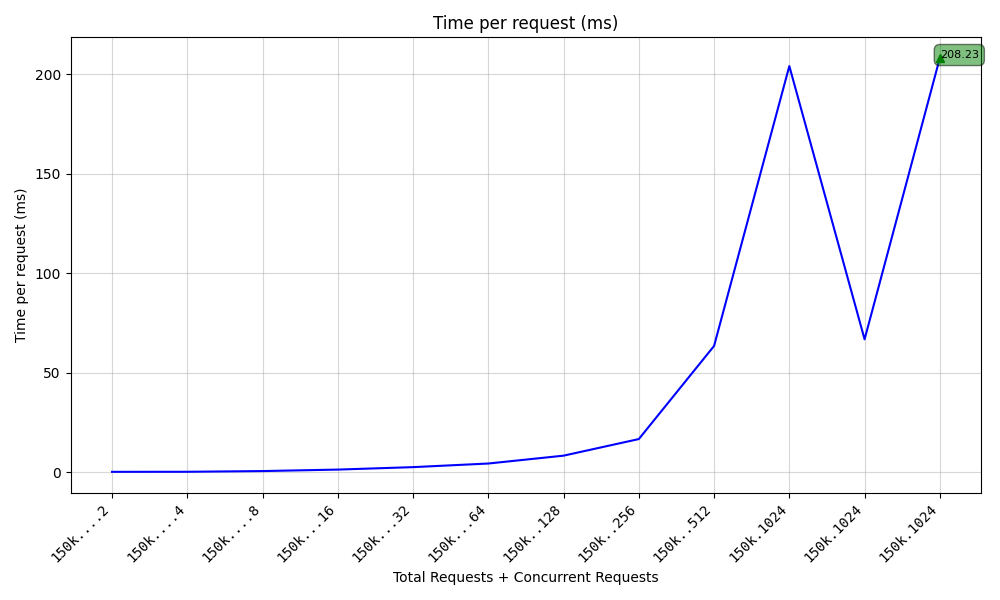 Time per request (ms)
208.23
Time per request (ms)
200
150
100
50
0
150k....2
150k....4
150k....8
150k...16
150k...32
150k...64
150k..128
150k..256
150k..512
150k.1024
150k.1024
150k.1024
Total Requests + Concurrent Requests